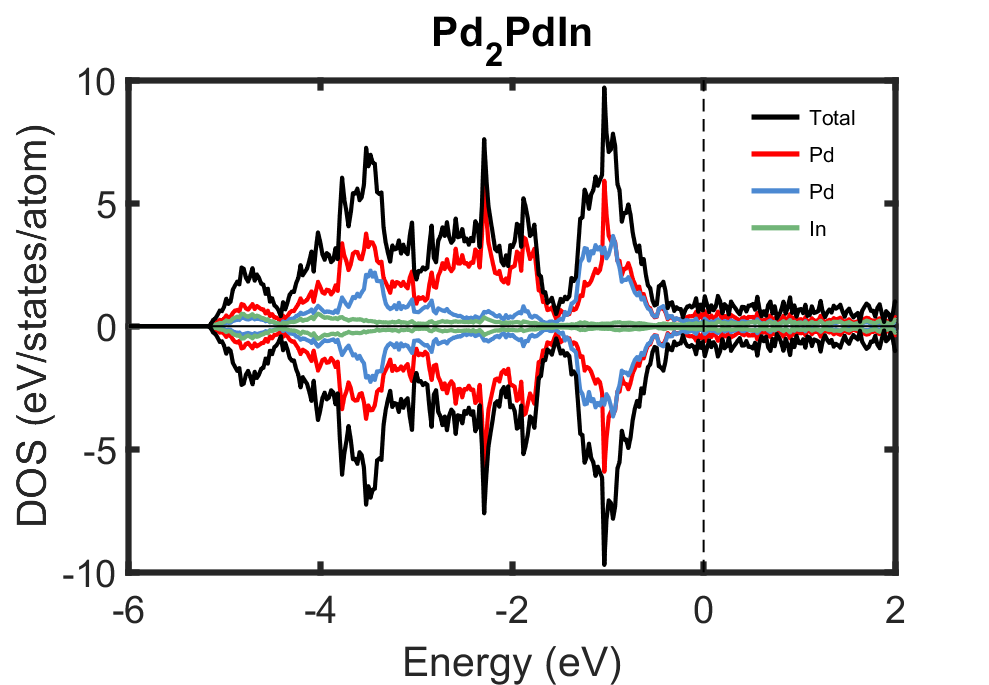 Pd2PdIn
10
5
0
-5
-10
DOS (eV/states/atom)
Total
Pd
Pd
In
-6 -4 -2 0 2
Energy (eV)